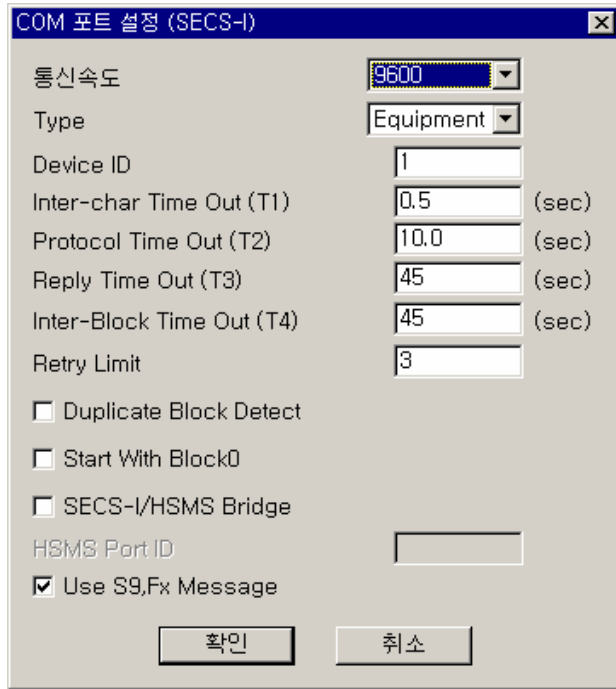 COM 포트 설정 (SECS-I)
통신속도 9600
Type Equipment
Device ID 1
Inter-char Time Out (T1) 0.5 (sec)
Protocol Time Out (T2) 10.0 (sec)
Reply Time Out (T3) 45 (sec)
Inter-Block Time Out (T4) 45 (sec)
Retry Limit 3
Duplicate Block Detect
Start With Block0
SECS-I/HSMS Bridge
HSMS Port ID
Use S9,Fx Message
확인 취소